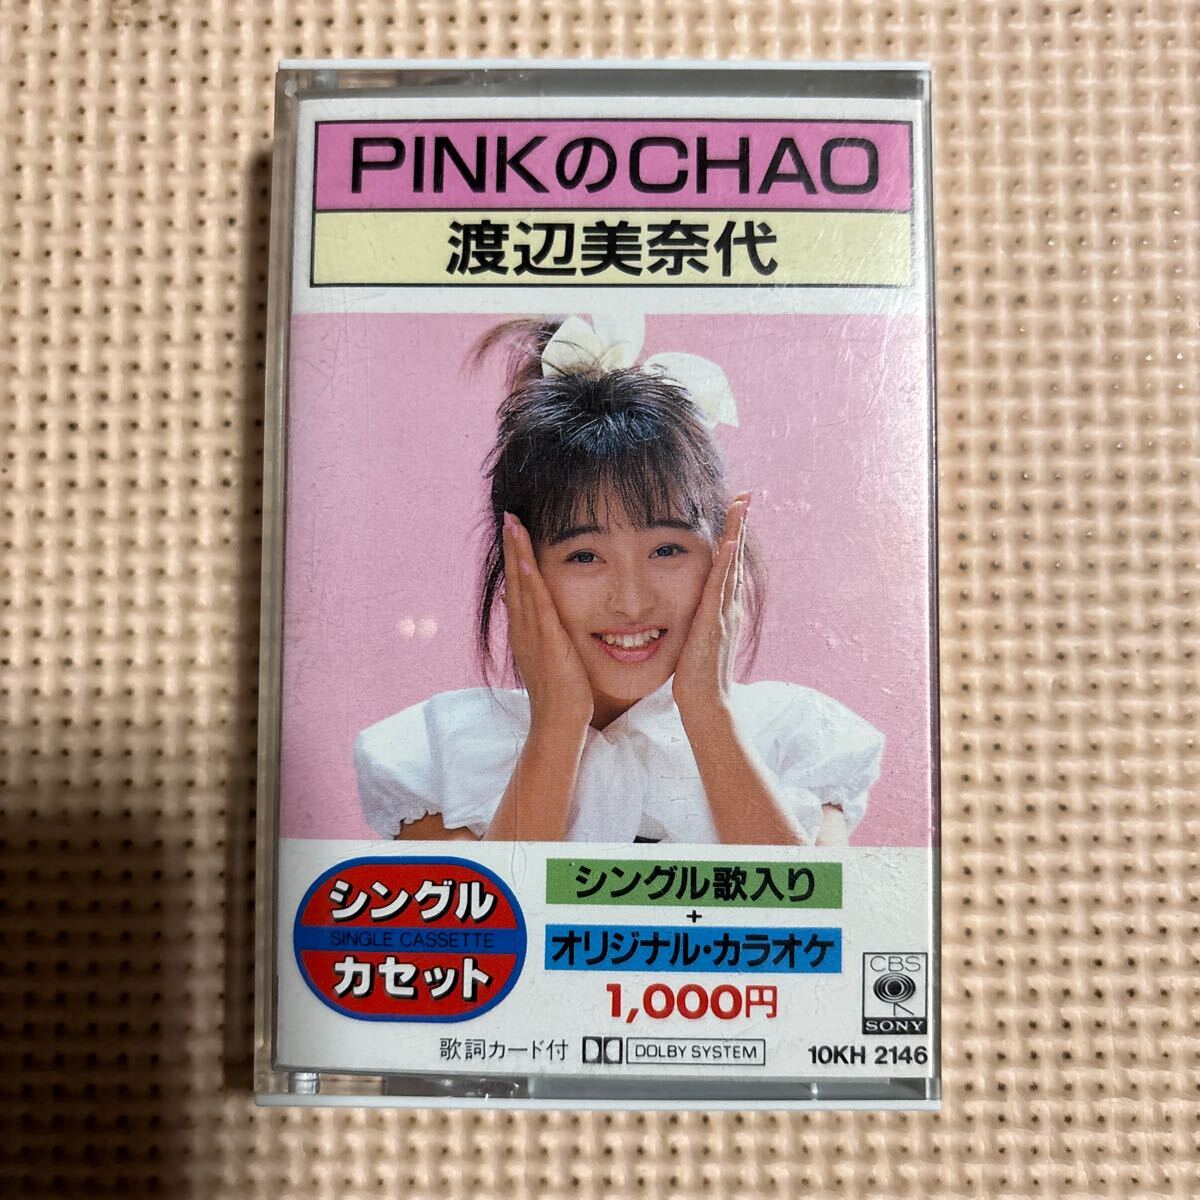 PINKのCHAO
渡辺美奈代
シングル
SINGLE CASSETTE
カセット
シングル歌入り
+
オリジナル・カラオケ
1,000円
歌詞カード付 DOLBY SYSTEM
CBS
SONY
10KH 2146